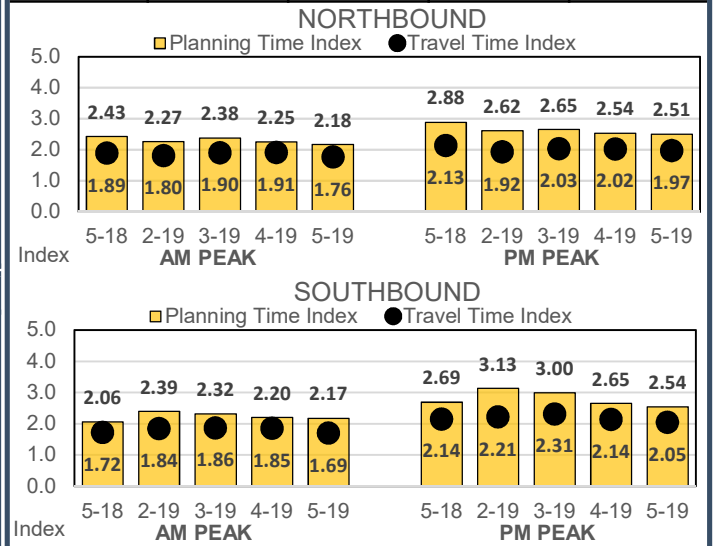 NORTHBOUND
Planning Time Index Travel Time Index
5.0
4.0
3.0
2.0
1.0
0.0
2.43 2.27 2.38 2.25 2.18 2.88 2.62 2.65 2.54 2.51
1.89 1.80 1.90 1.91 1.76 2.13 1.92 2.03 2.02 1.97
5-18 2-19 3-19 4-19 5-19 5-18 2-19 3-19 4-19 5-19
Index AM PEAK PM PEAK
SOUTHBOUND
Planning Time Index Travel Time Index
5.0
4.0
3.0
2.0
1.0
0.0
2.06 2.39 2.32 2.20 2.17 2.69 3.13 3.00 2.65 2.54
1.72 1.84 1.86 1.85 1.69 2.14 2.21 2.31 2.14 2.05
5-18 2-19 3-19 4-19 5-19 5-18 2-19 3-19 4-19 5-19
Index AM PEAK PM PEAK